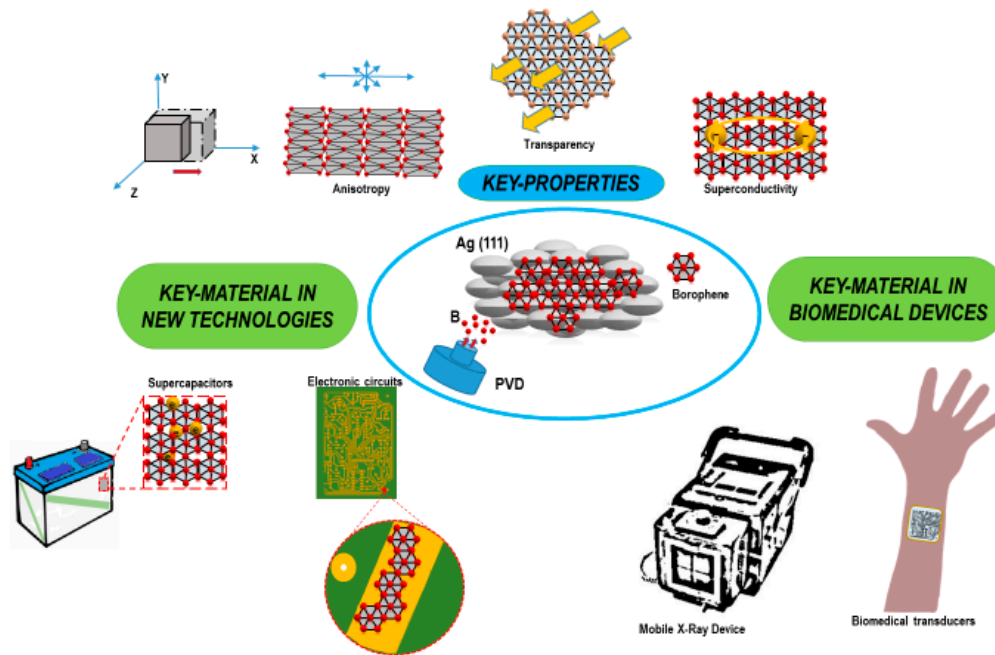 Y
X
Z
Anisotropy
Transparency
Superconductivity
KEY-PROPERTIES
Ag (111)
Borophene
B
PVD
KEY-MATERIAL IN
NEW TECHNOLOGIES
KEY-MATERIAL IN
BIOMEDICAL DEVICES
Supercapacitors
Electronic circuits
Mobile X-Ray Device
Biomedical transducers